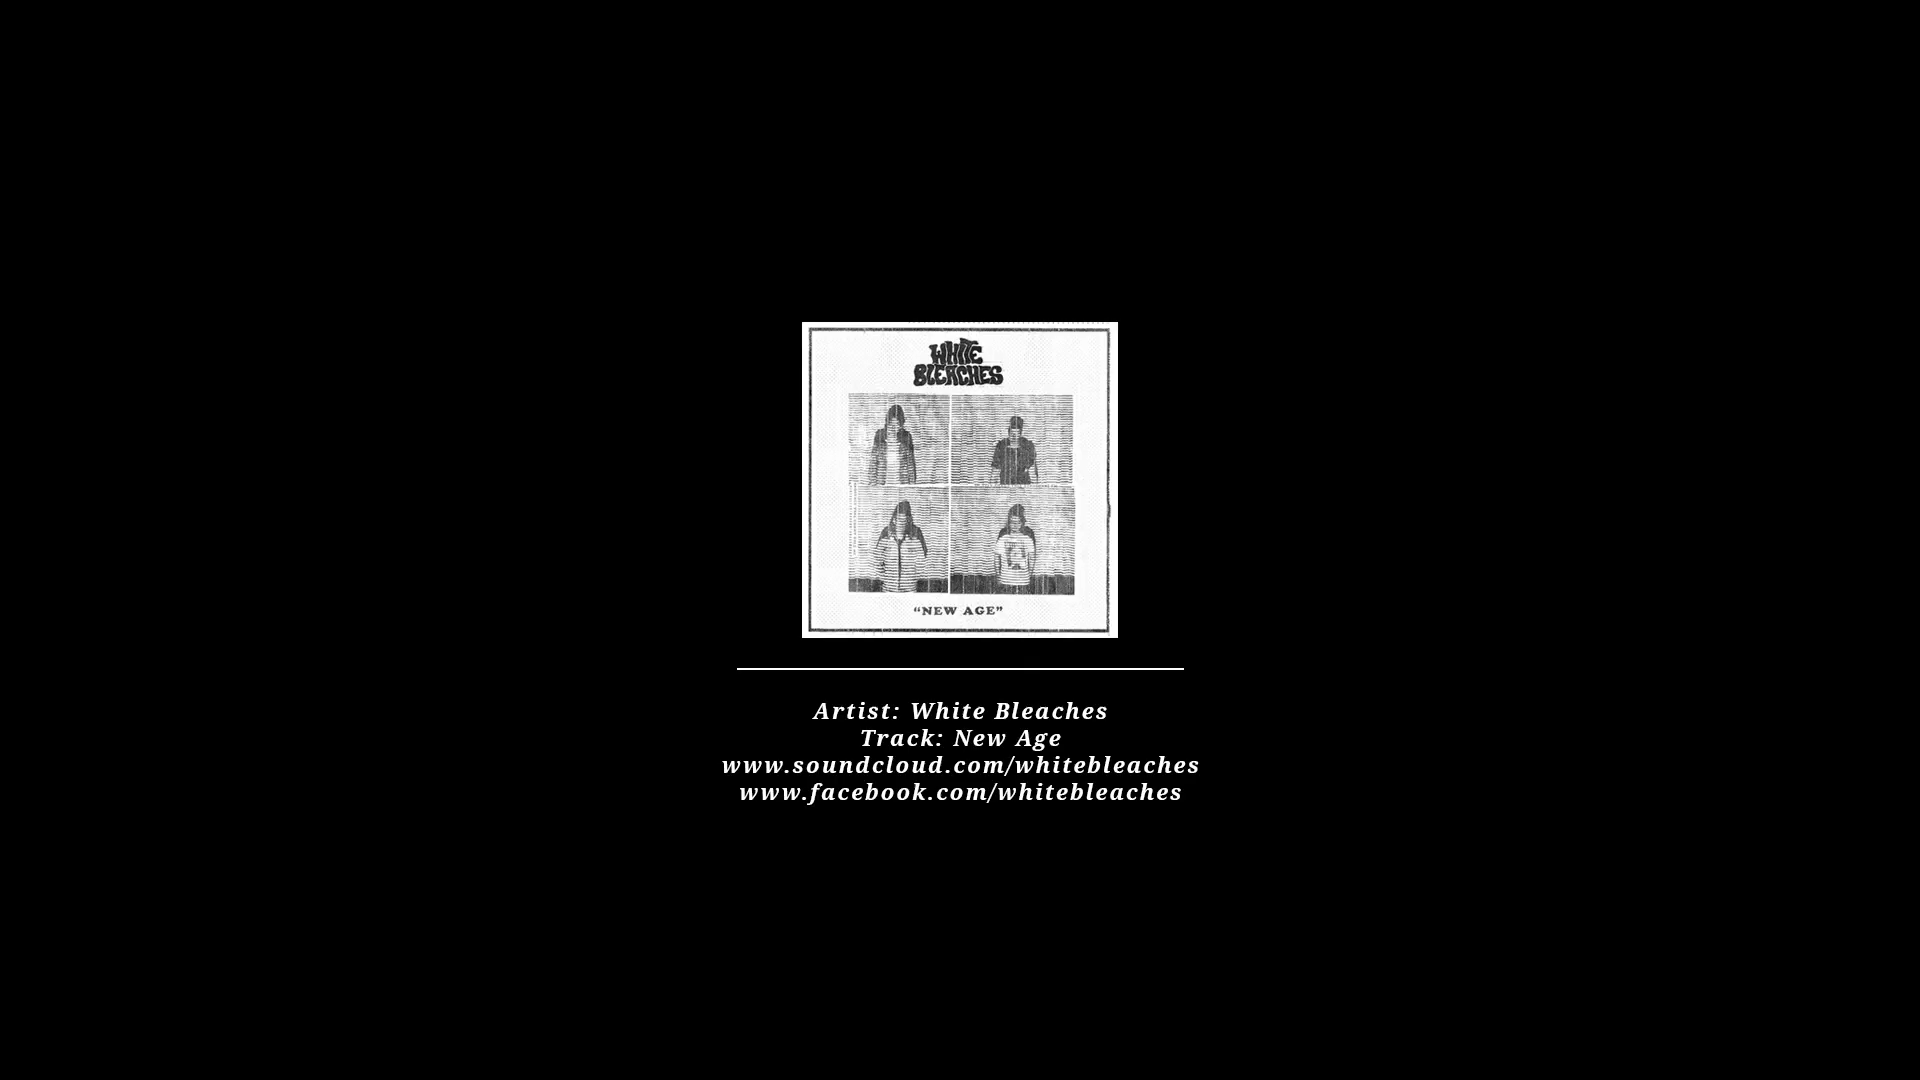 WHITE
BLEACHES
“NEW AGE”
Artist: White Bleaches
Track: New Age
www.soundcloud.com/whitebleaches
www.facebook.com/whitebleaches